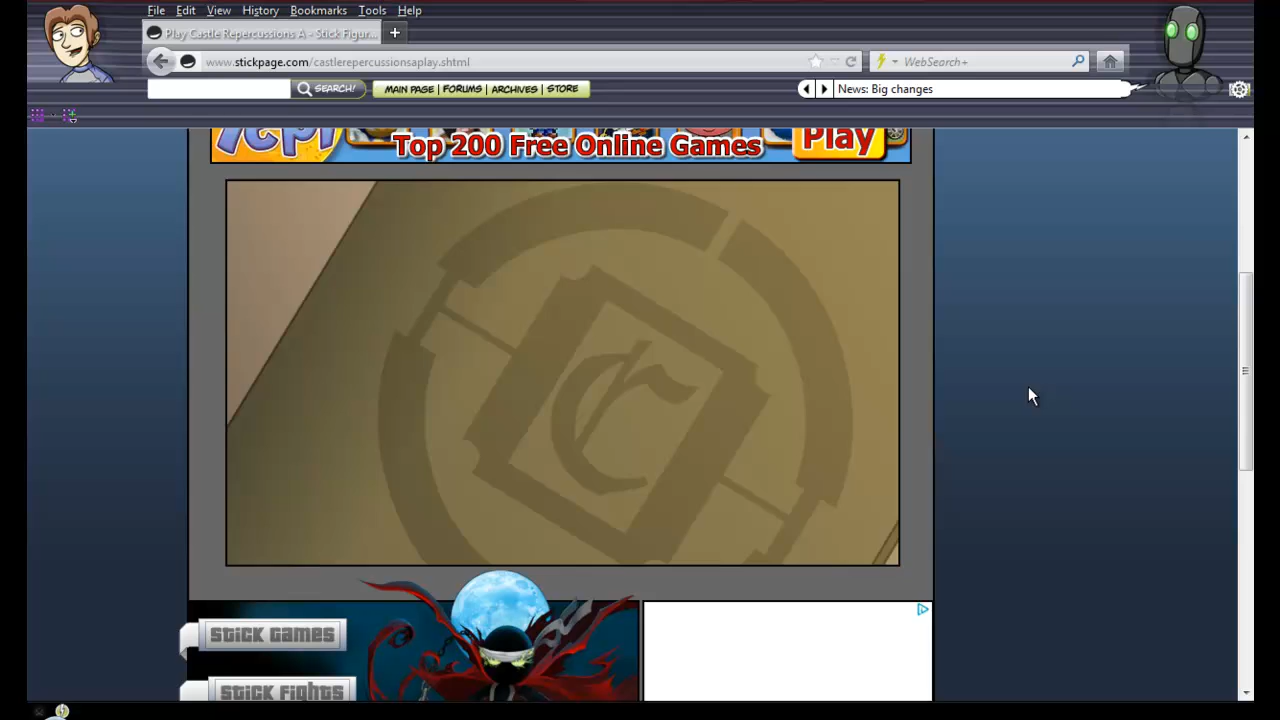 File Edit View History Bookmarks Tools Help
Play Castle Repercussions A - Stick Figur... +
www.stickpage.com/castlerepercussionsaplay.shtml WebSearch+
SEARCH! MAIN PAGE | FORUMS | ARCHIVES | STORE News: Big changes
Top 200 Free Online Games Play
C
STICK GAMES
STICK FIGHTS